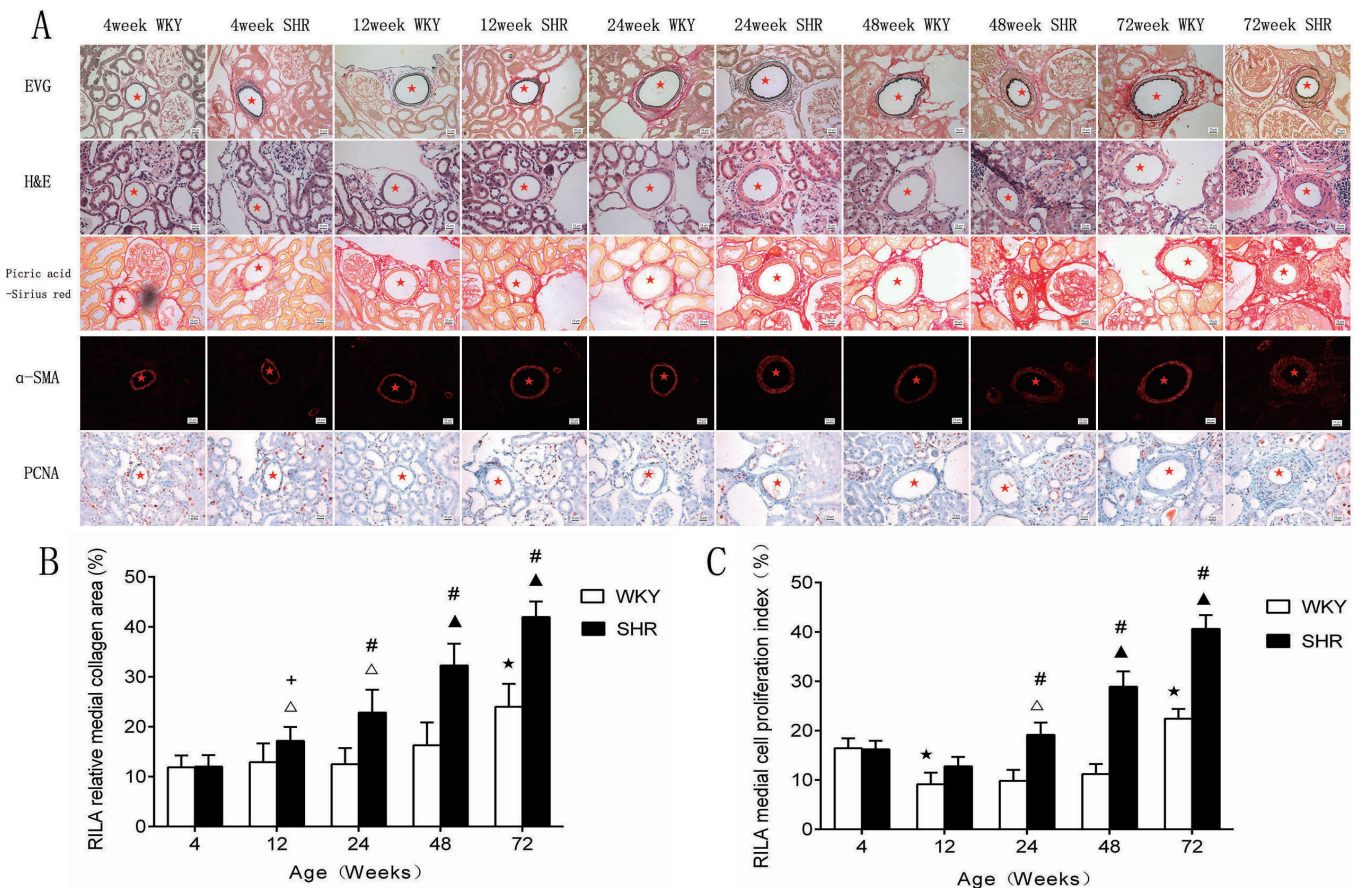 A
4week WKY 4week SHR 12week WKY 12week SHR 24week WKY 24week SHR 48week WKY 48week SHR 72week WKY 72week SHR
EVG
H&E
Picric acid
-Sirius red
α-SMA
PCNA
B
RILA relative medial collagen area (%)
50
40
30
20
10
0
+
△
#
△
#
▲
★
#
▲
WKY
SHR
4 12 24 48 72
Age (Weeks)
C
RILA medial cell proliferation index (%)
50
40
30
20
10
0
★
#
△
#
▲
★
#
▲
WKY
SHR
4 12 24 48 72
Age (Weeks)